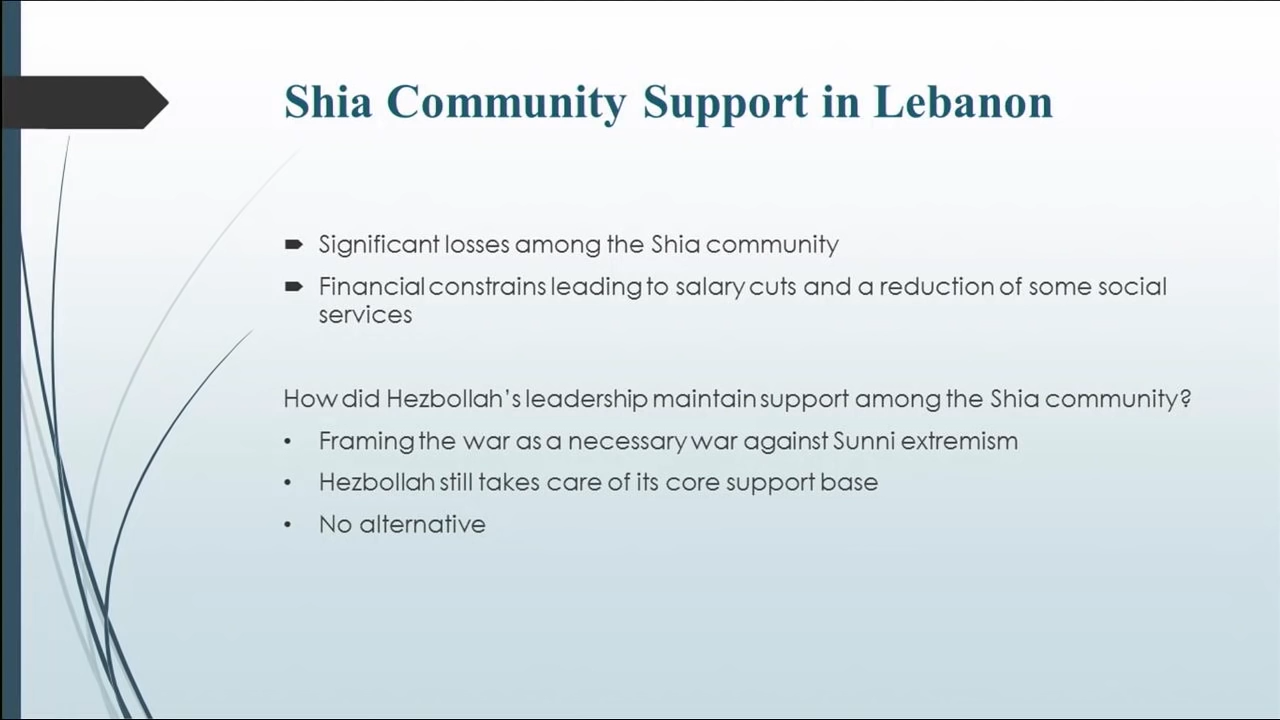 Shia Community Support in Lebanon
Significant losses among the Shia community
Financial constrains leading to salary cuts and a reduction of some social
services
How did Hezbollah's leadership maintain support among the Shia community?
• Framing the war as a necessary war against Sunni extremism
• Hezbollah still takes care of its core support base
• No alternative